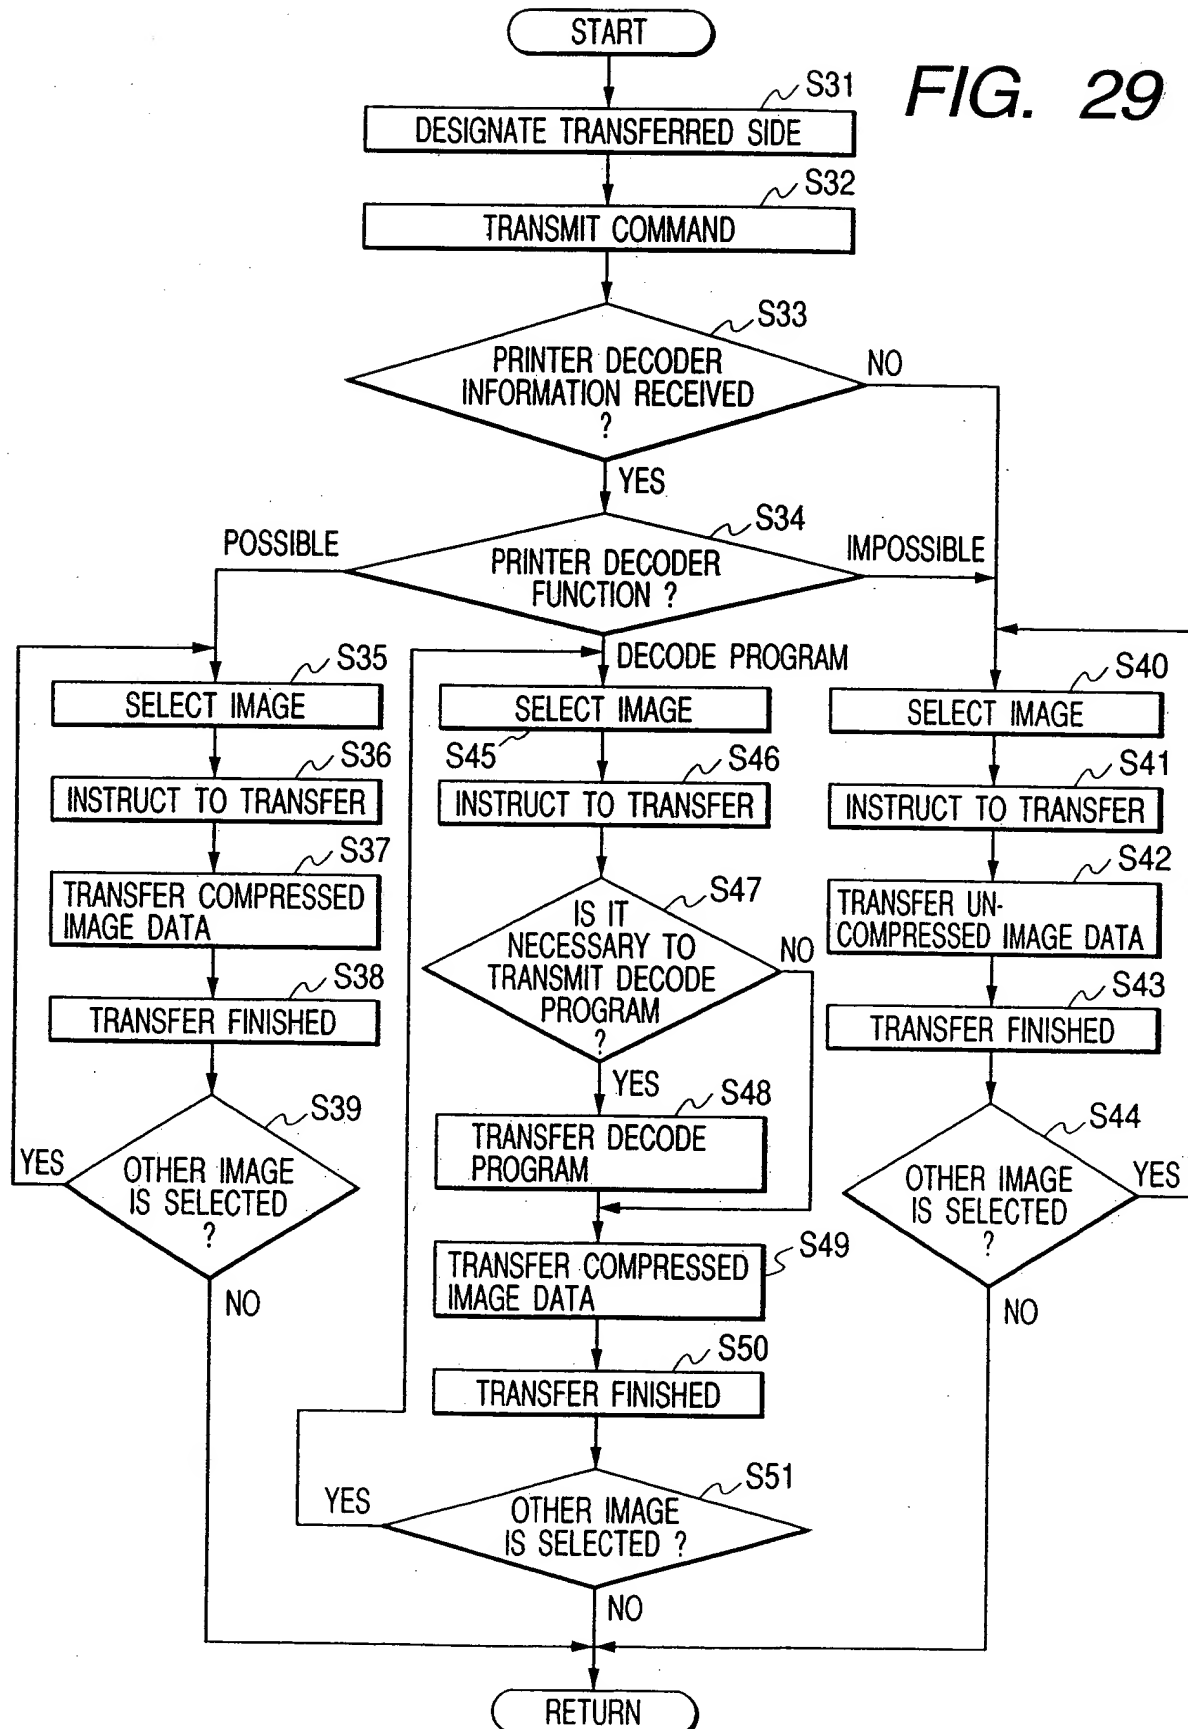 START
FIG. 29
S31
DESIGNATE TRANSFERRED SIDE
S32
TRANSMIT COMMAND
S33
PRINTER DECODER
INFORMATION RECEIVED
?
NO
YES
S34
POSSIBLE
PRINTER DECODER
FUNCTION ?
IMPOSSIBLE
DECODE PROGRAM
S35
SELECT IMAGE
S36
INSTRUCT TO TRANSFER
S37
TRANSFER COMPRESSED
IMAGE DATA
S38
TRANSFER FINISHED
S39
YES
OTHER IMAGE
IS SELECTED
?
NO
SELECT IMAGE
S45
S46
INSTRUCT TO TRANSFER
S47
IS IT
NECESSARY TO
TRANSMIT DECODE
PROGRAM
?
NO
YES
S48
TRANSFER DECODE
PROGRAM
S49
TRANSFER COMPRESSED
IMAGE DATA
S50
TRANSFER FINISHED
S51
YES
OTHER IMAGE
IS SELECTED ?
NO
S40
SELECT IMAGE
S41
INSTRUCT TO TRANSFER
S42
TRANSFER UN-
COMPRESSED IMAGE DATA
S43
TRANSFER FINISHED
S44
OTHER IMAGE
IS SELECTED
?
YES
NO
RETURN